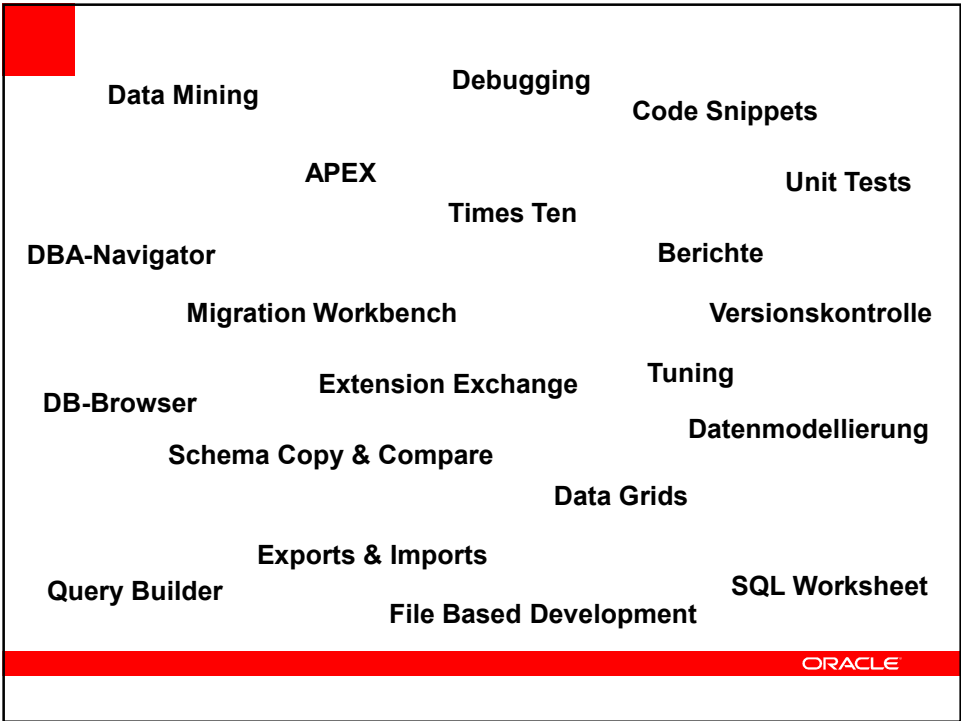 Debugging
Data Mining
Code Snippets
APEX
Unit Tests
Times Ten
DBA-Navigator
Berichte
Migration Workbench
Versionskontrolle
Tuning
Extension Exchange
DB-Browser
Datenmodellierung
Schema Copy & Compare
Data Grids
Exports & Imports
SQL Worksheet
Query Builder
File Based Development
ORACLE